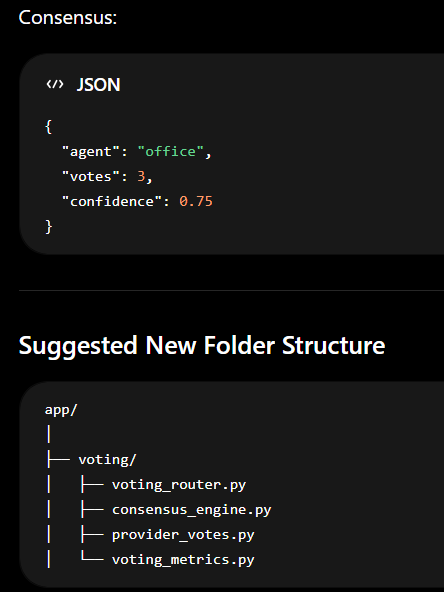 Consensus:
</> JSON
{
  "agent": "office",
  "votes": 3,
  "confidence": 0.75
}
Suggested New Folder Structure
app/
│
├── voting/
│   ├── voting_router.py
│   ├── consensus_engine.py
│   ├── provider_votes.py
│   └── voting_metrics.py